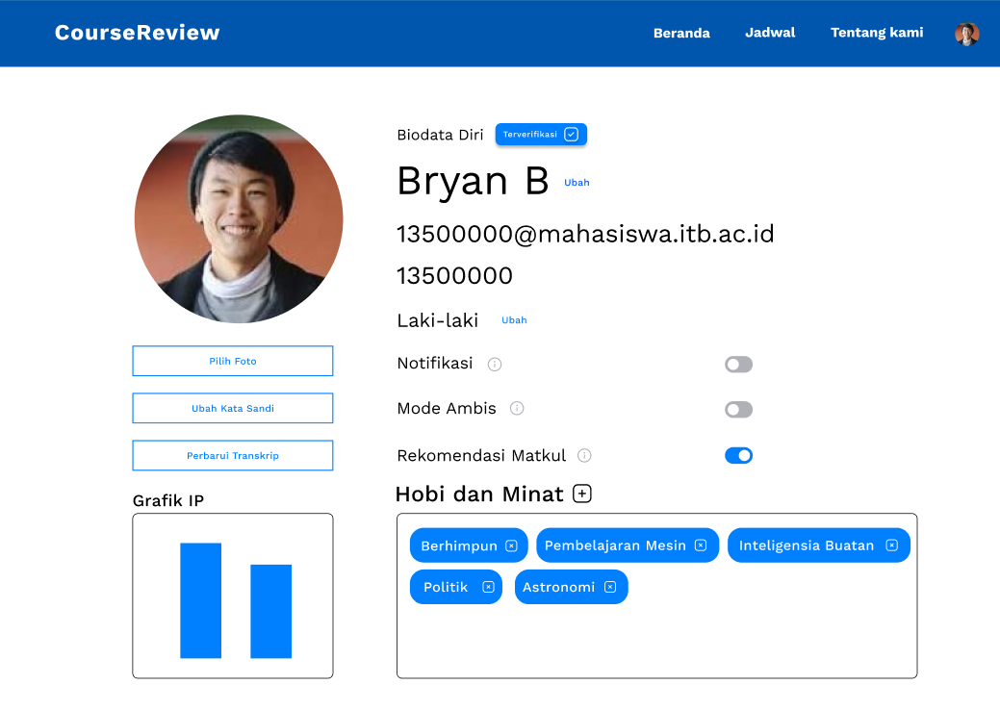 CourseReview
Beranda Jadwal Tentang kami
Biodata Diri Terverifikasi
Bryan B Ubah
13500000@mahasiswa.itb.ac.id
13500000
Laki-laki Ubah
Pilih Foto
Ubah Kata Sandi
Perbarui Transkrip
Notifikasi
Mode Ambis
Rekomendasi Matkul
Grafik IP
Hobi dan Minat
Berhimpun Pembelajaran Mesin Inteligensia Buatan
Politik Astronomi